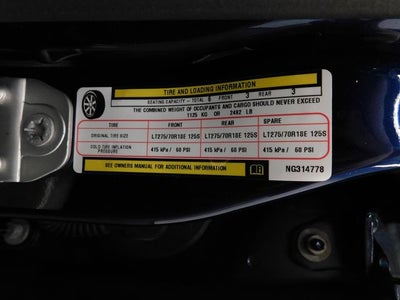 TIRE AND LOADING INFORMATION
SEATING CAPACITY - TOTAL 6 FRONT 3 REAR 3
THE COMBINED WEIGHT OF OCCUPANTS AND CARGO SHOULD NEVER EXCEED
1125 KG OR 2482 LB
TIRE FRONT REAR SPARE
ORIGINAL TIRE SIZE LT275/70R18E 125S LT275/70R18E 125S LT275/70R18E 125S
COLD TIRE INFLATION PRESSURE 415 kPa / 60 PSI 415 kPa / 60 PSI 415 kPa / 60 PSI
SEE OWNERS MANUAL FOR ADDITIONAL INFORMATION NG314778